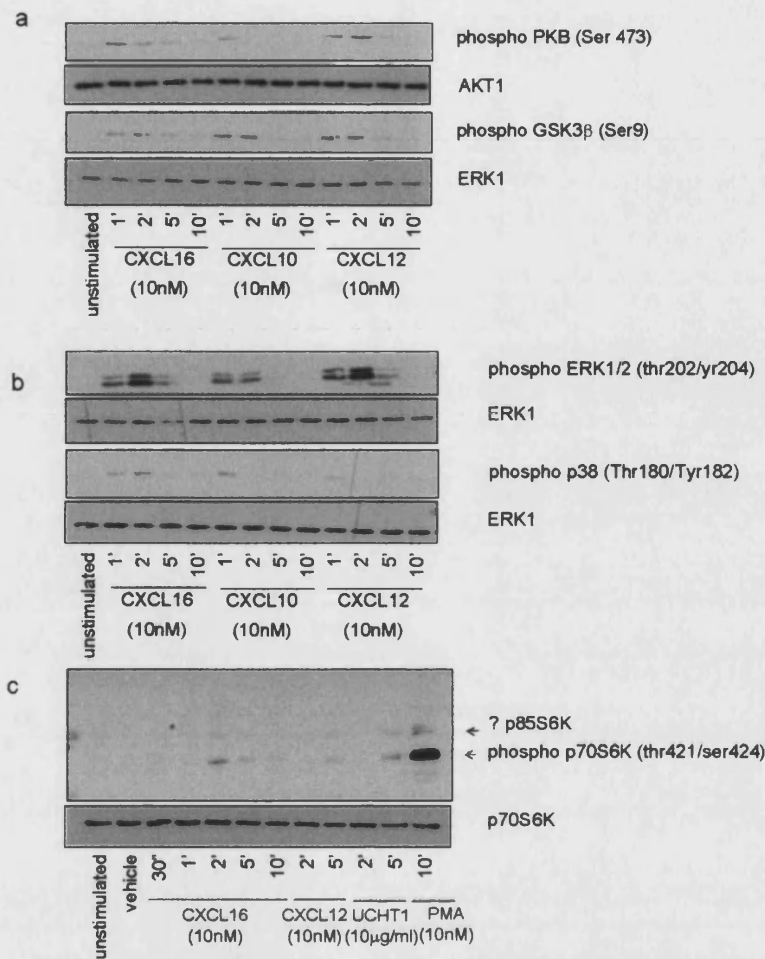 a
phospho PKB (Ser 473)
AKT1
phospho GSK3β (Ser9)
ERK1
unstimulated
1' 2' 5' 10' 1' 2' 5' 10' 1' 2' 5' 10'
CXCL16 CXCL10 CXCL12
(10nM) (10nM) (10nM)
b
phospho ERK1/2 (thr202/yr204)
ERK1
phospho p38 (Thr180/Tyr182)
ERK1
unstimulated
1' 2' 5' 10' 1' 2' 5' 10' 1' 2' 5' 10'
CXCL16 CXCL10 CXCL12
(10nM) (10nM) (10nM)
c
? p85S6K
phospho p70S6K (thr421/ser424)
p70S6K
unstimulated vehicle 30" 1' 2' 5' 10' 2' 5' 2' 5' 10'
CXCL16 CXCL12 UCHT1 PMA
(10nM) (10nM) (10µg/ml) (10nM)